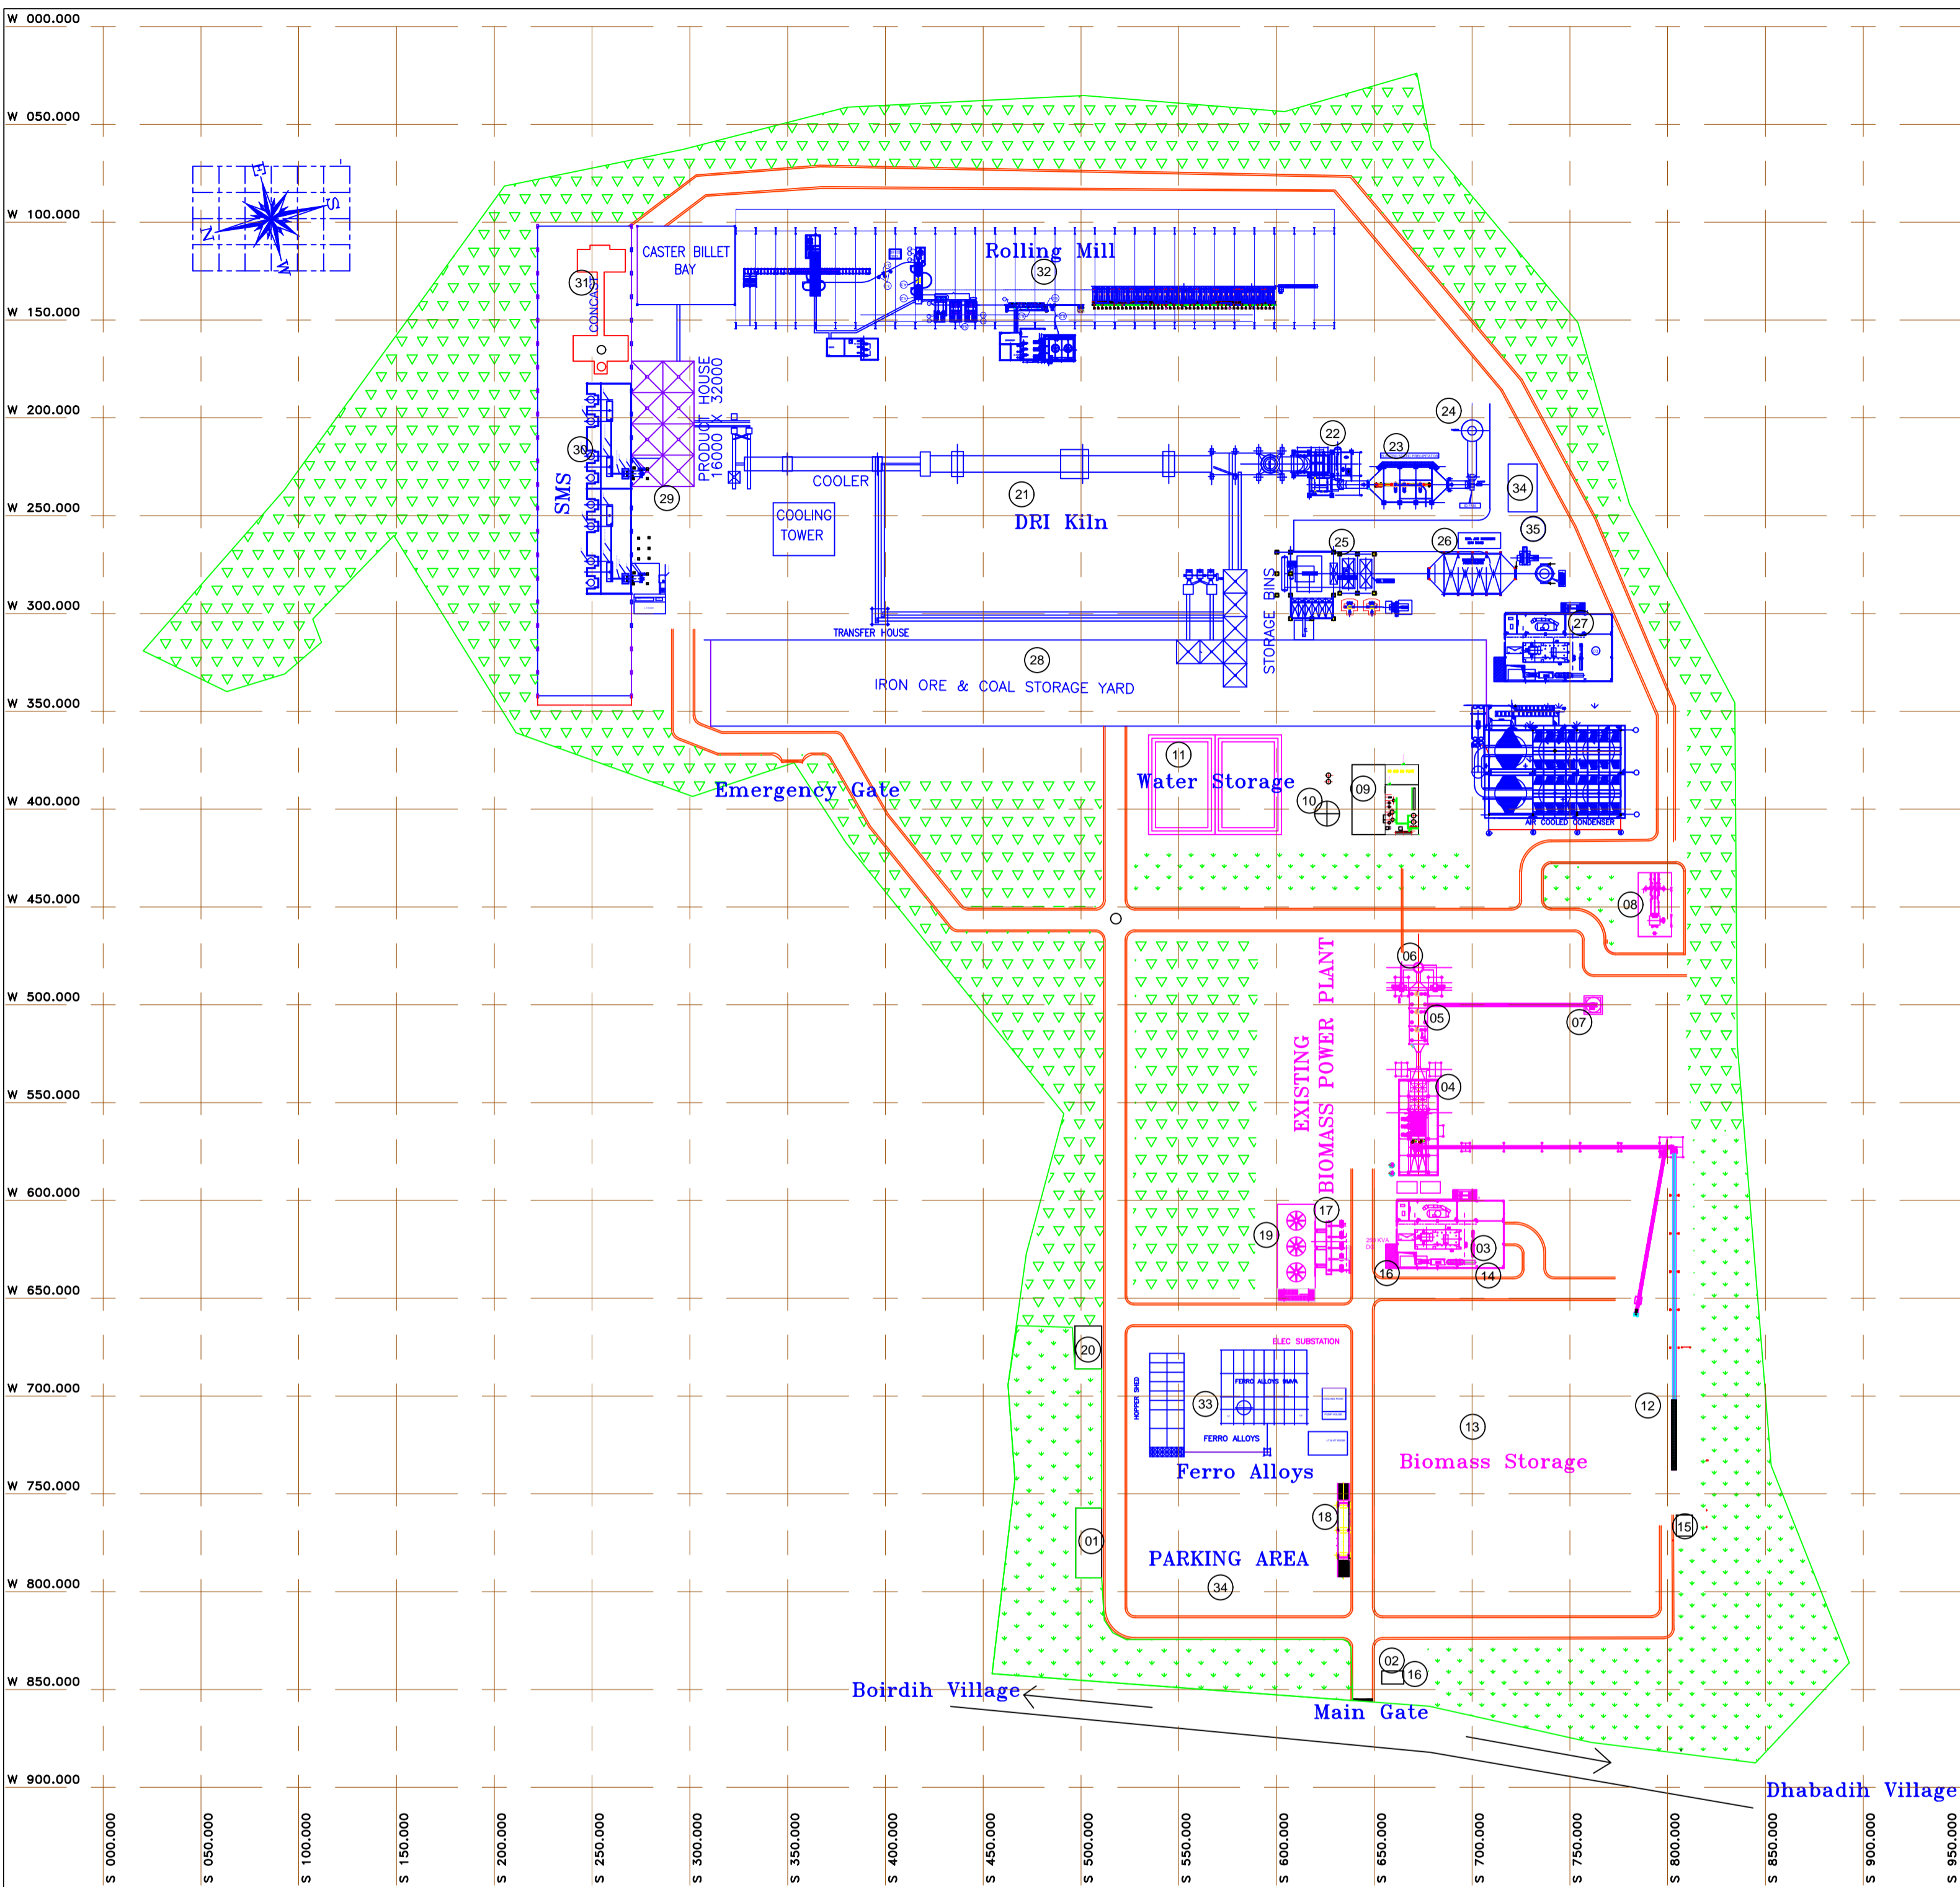 W 000.000
W 050.000
W 100.000
W 150.000
W 200.000
W 250.000
W 300.000
W 350.000
W 400.000
W 450.000
W 500.000
W 550.000
W 600.000
W 650.000
W 700.000
W 750.000
W 800.000
W 850.000
W 900.000
E
S
N
W
CASTER BILLET
BAY
Rolling Mill
32
31
CONCAST
30
SMS
29
PRODUCT HOUSE
16000 X 32000
COOLER
COOLING
TOWER
21
DRI Kiln
22
23
24
34
35
25
26
27
TRANSFER HOUSE
28
IRON ORE & COAL STORAGE YARD
STORAGE BINS
AIR COOLED CONDENSER
11
Water Storage
10
09
Emergency Gate
08
06
05
07
04
EXISTING
BIOMASS POWER PLANT
17
19
03
16
14
20
ELEC SUBSTATION
HOPPER SHED
33
FERRO ALLOYS 9MVA
FERRO ALLOYS
Ferro Alloys
12
13
Biomass Storage
18
01
15
PARKING AREA
34
02
16
Boirdih Village
Main Gate
Dhabadih Village
S 000.000
S 050.000
S 100.000
S 150.000
S 200.000
S 250.000
S 300.000
S 350.000
S 400.000
S 450.000
S 500.000
S 550.000
S 600.000
S 650.000
S 700.000
S 750.000
S 800.000
S 850.000
S 900.000
S 950.000